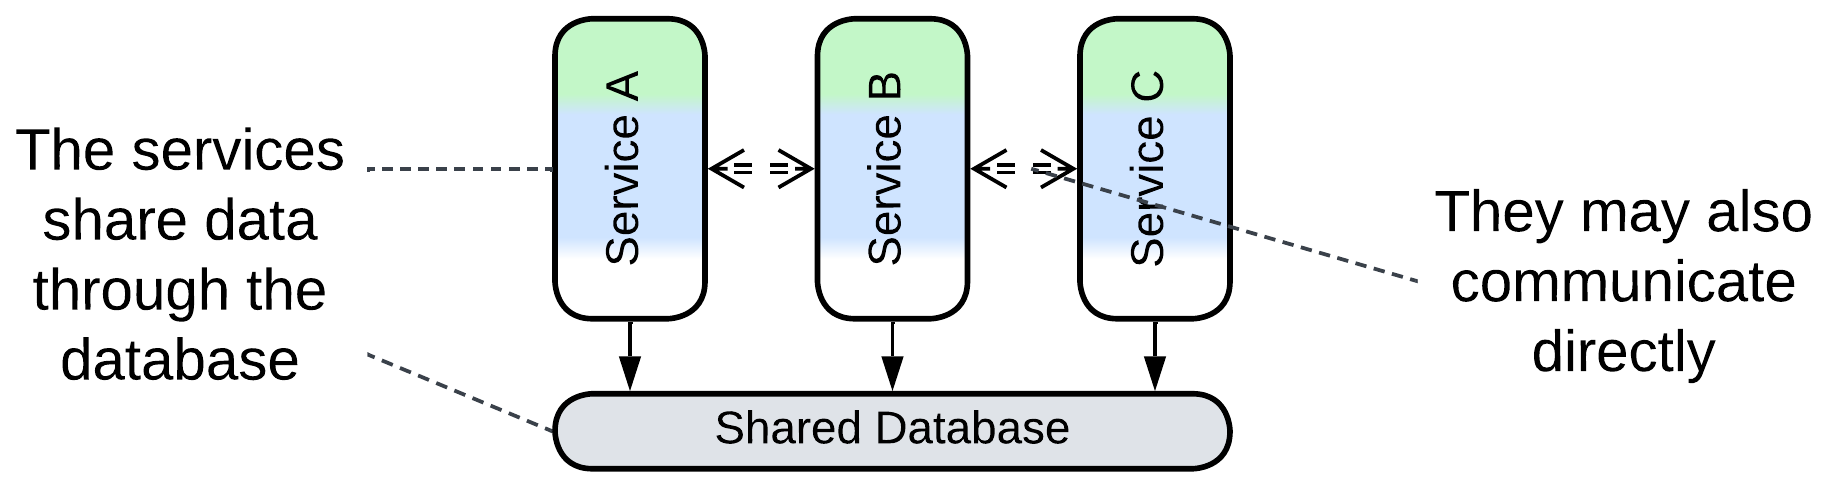 The services
share data
through the
database
Service A
Service B
Service C
Shared Database
They may also
communicate
directly